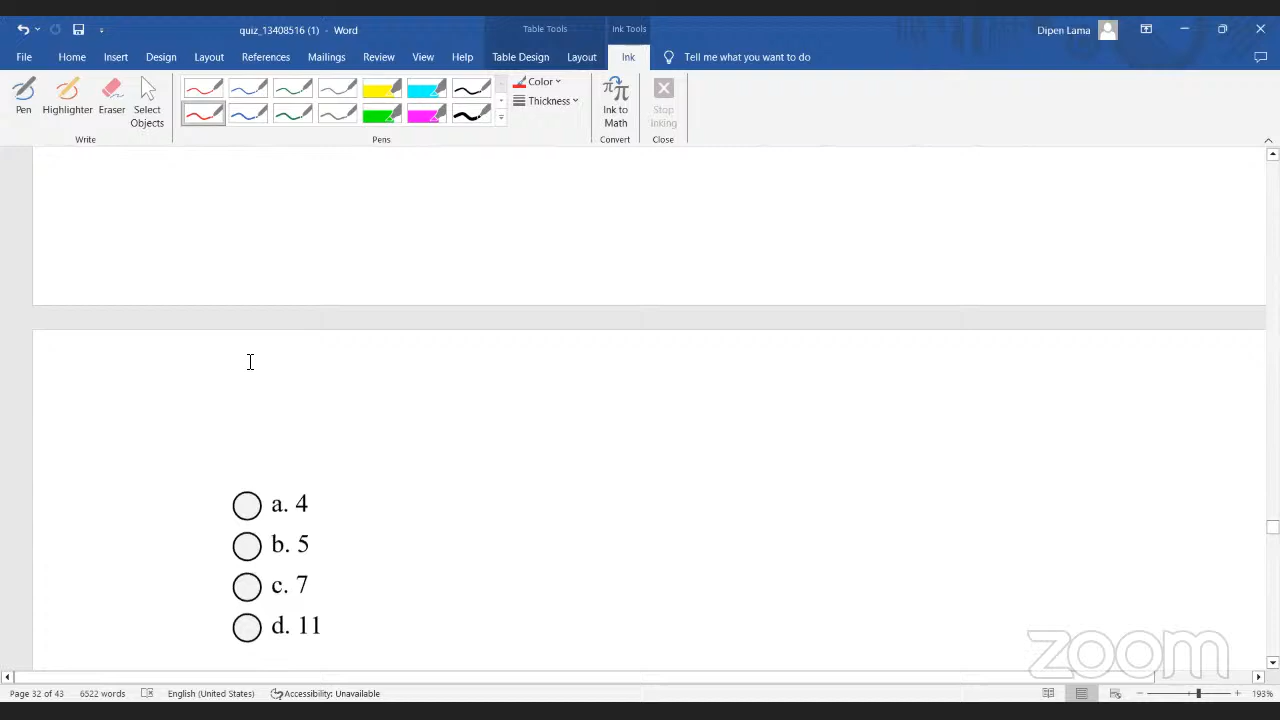 quiz_13408516 (1) - Word
Table Tools
Ink Tools
Dipen Lama
File Home Insert Design Layout References Mailings Review View Help Table Design Layout Ink Tell me what you want to do
Pen
Highlighter
Eraser
Select Objects
Write
Pens
Color
Thickness
Ink to Math
Convert
Stop Inking
Close
a. 4
b. 5
c. 7
d. 11
zoom
Page 32 of 43 6522 words English (United States) Accessibility: Unavailable 193%